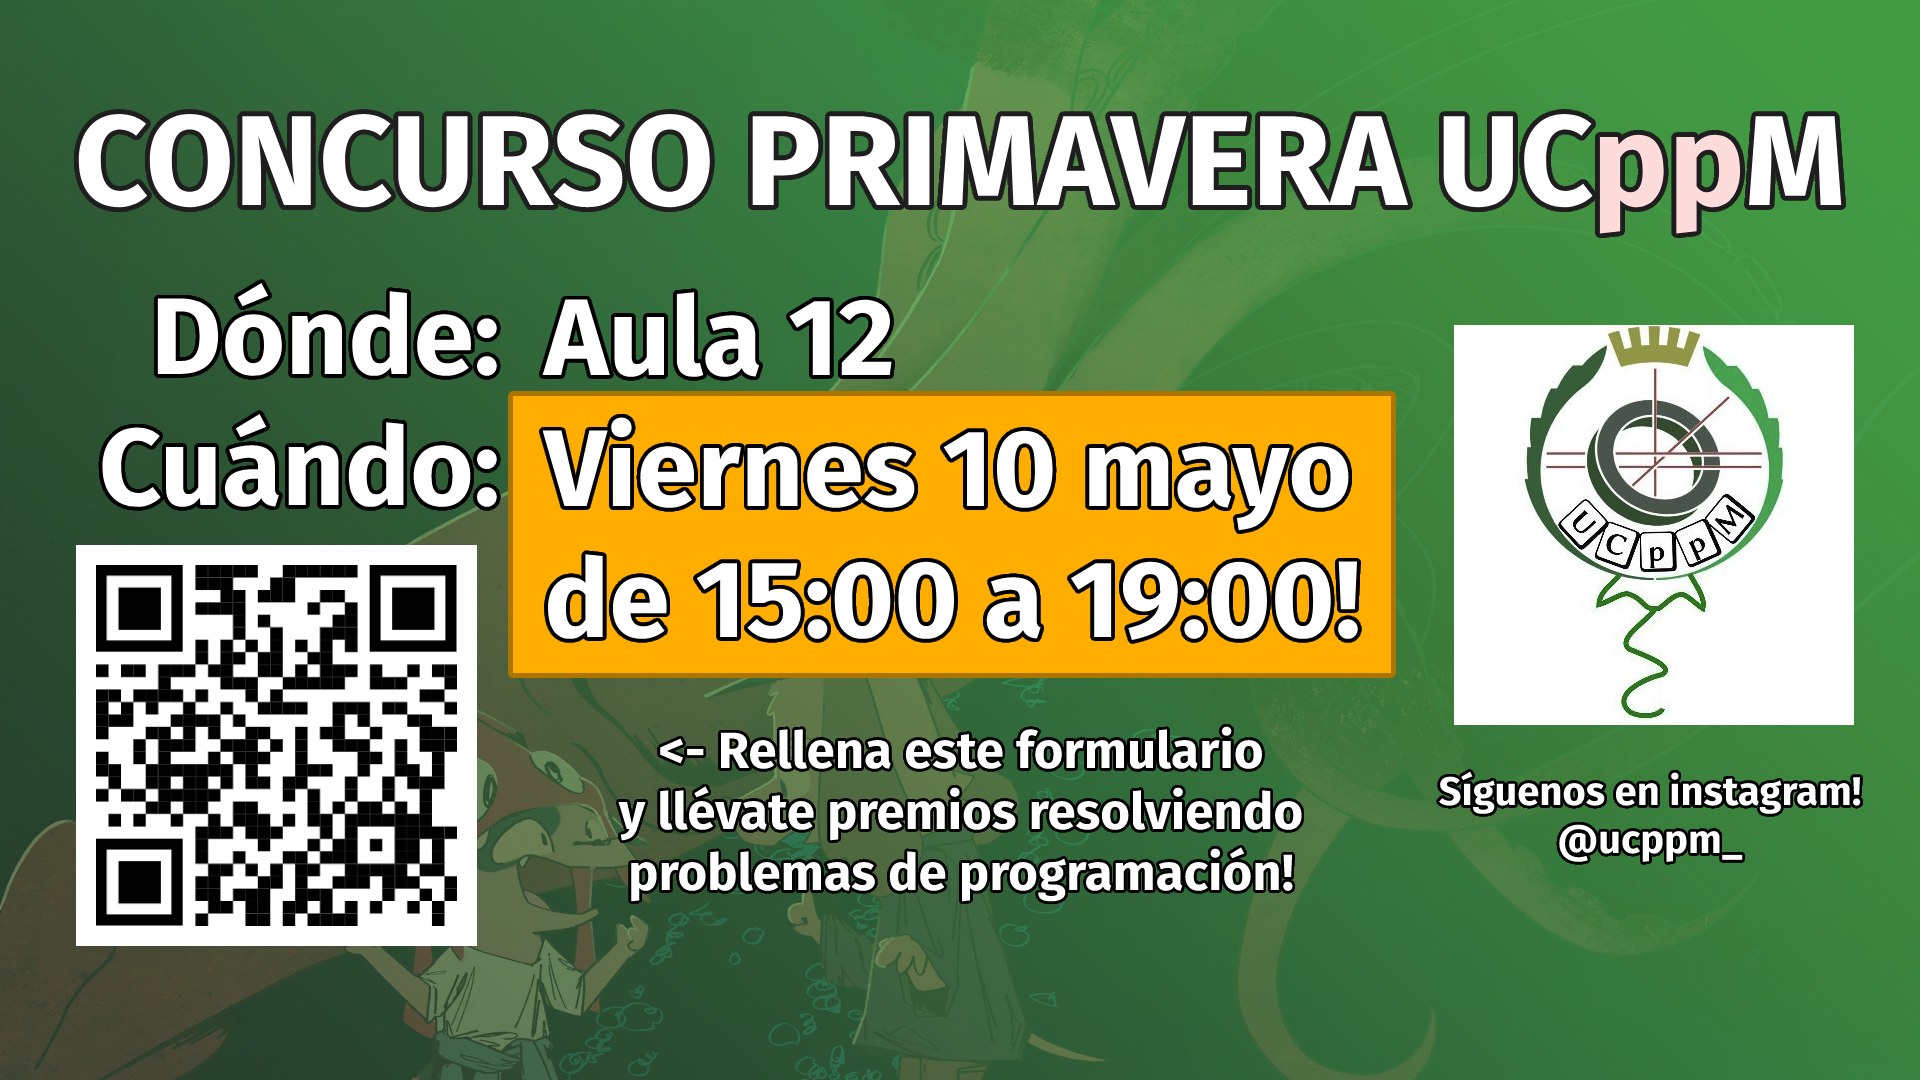 CONCURSO PRIMAVERA UCppM
Dónde: Aula 12
Cuándo: Viernes 10 mayo
de 15:00 a 19:00!
<- Rellena este formulario
y llévate premios resolviendo
problemas de programación!
UCppM
Síguenos en instagram!
@ucppm_